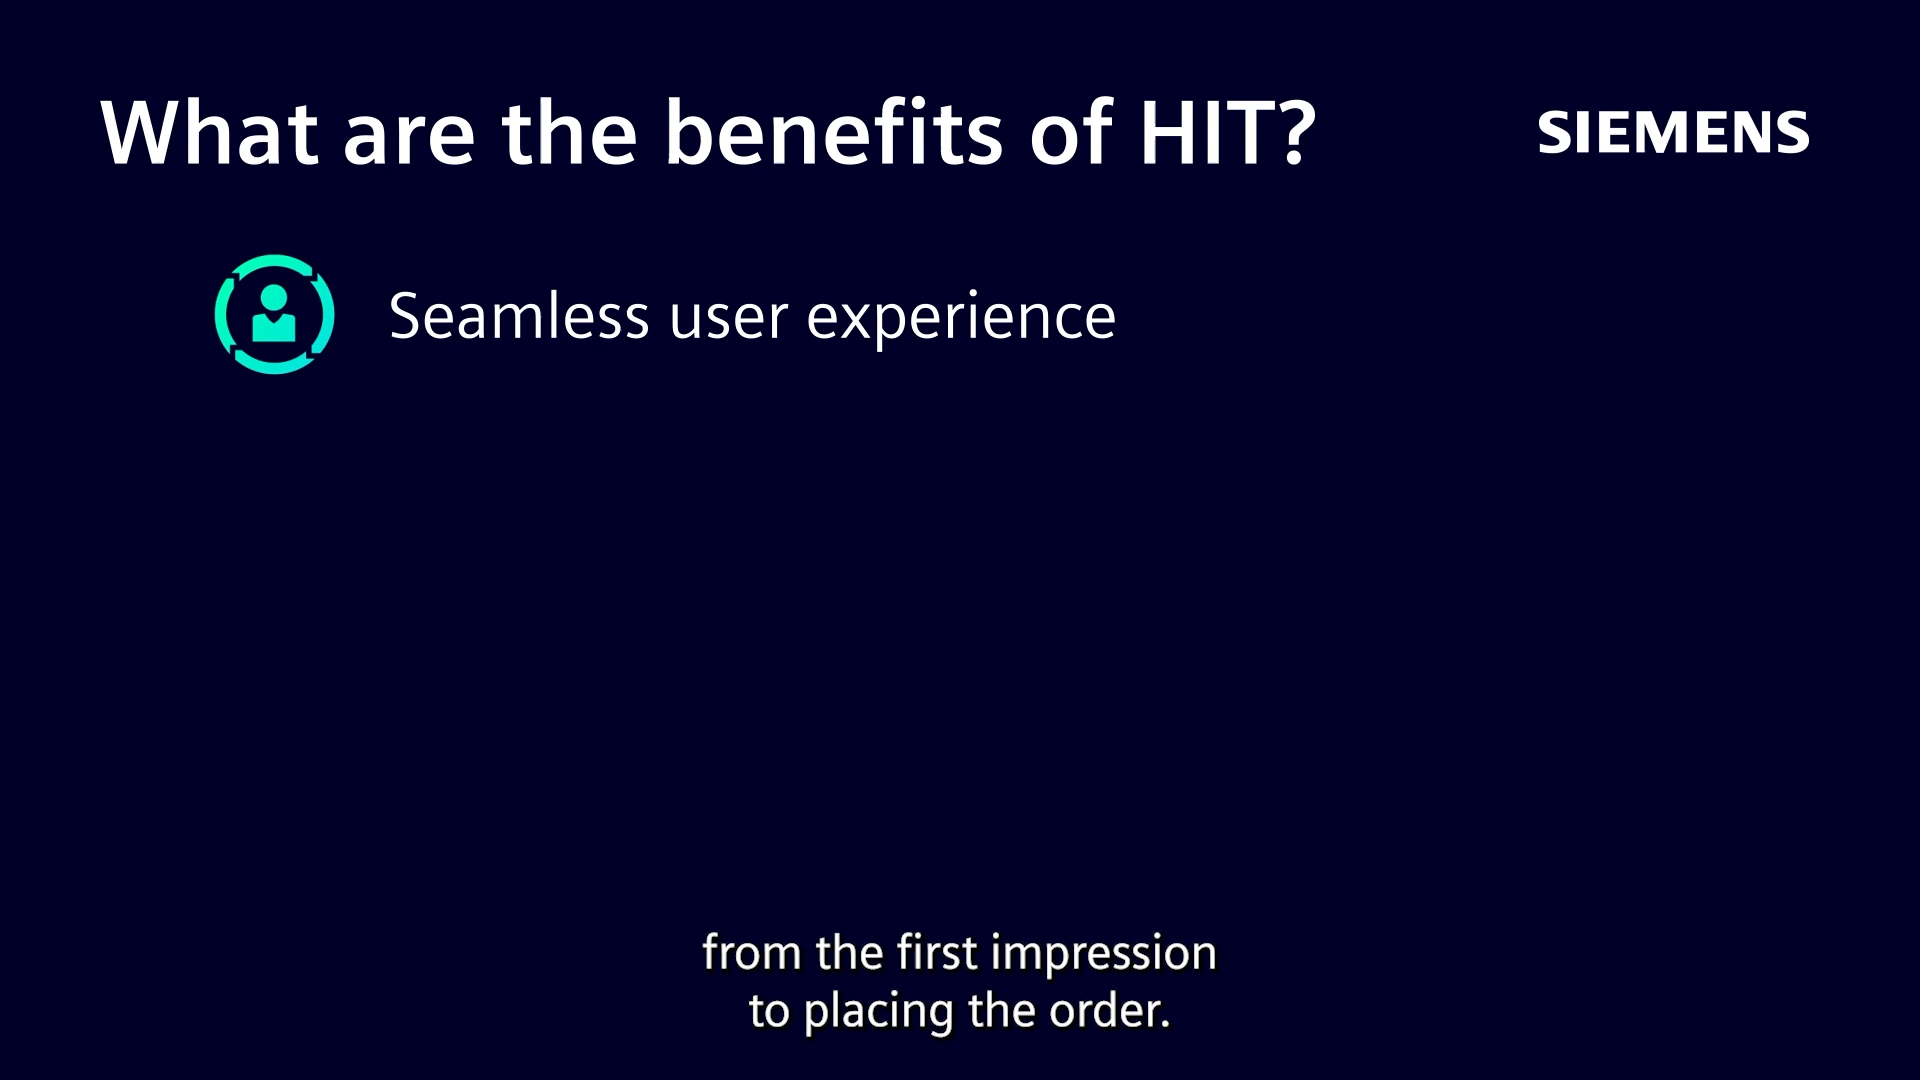 What are the benefits of HIT?
SIEMENS
Seamless user experience
from the first impression
to placing the order.